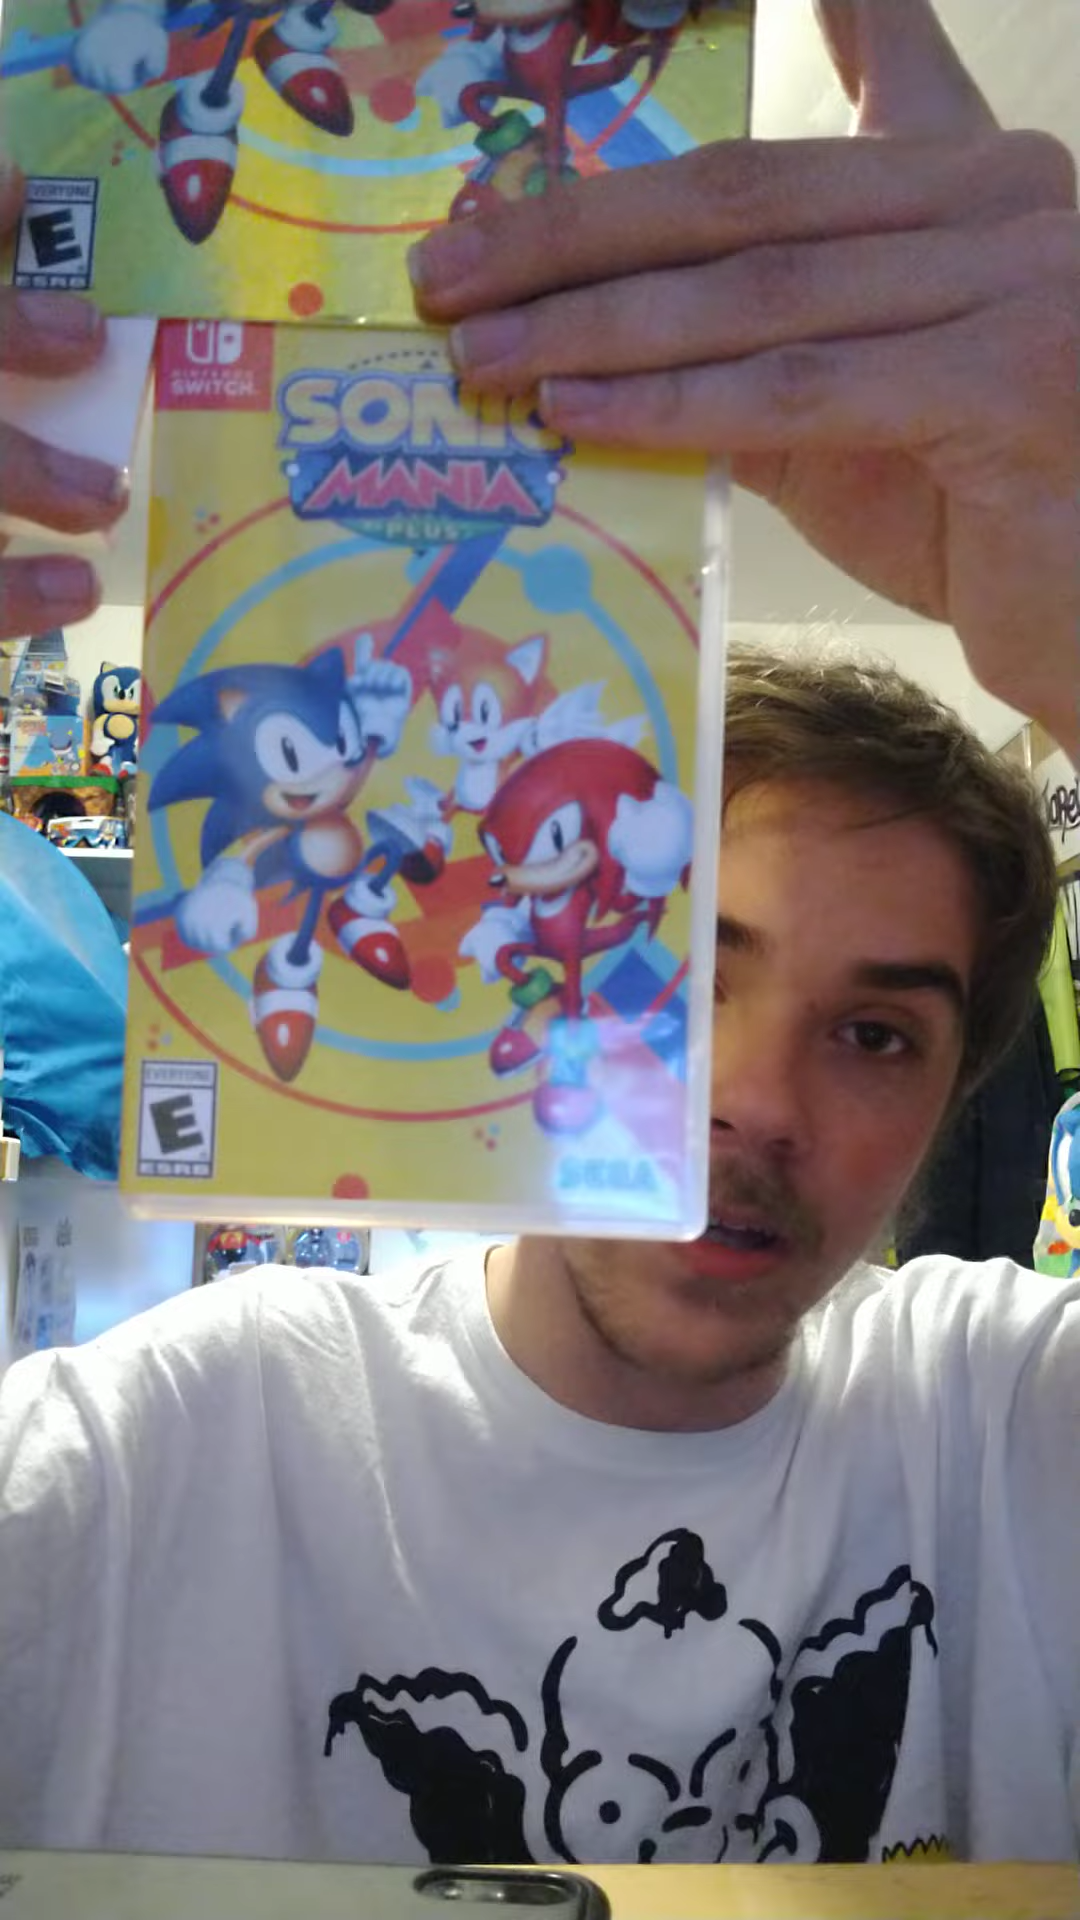 EVERYONE
E
ESRB
NINTENDO
SWITCH
SONIC
MANIA
PLUS
EVERYONE
E
ESRB
SEGA